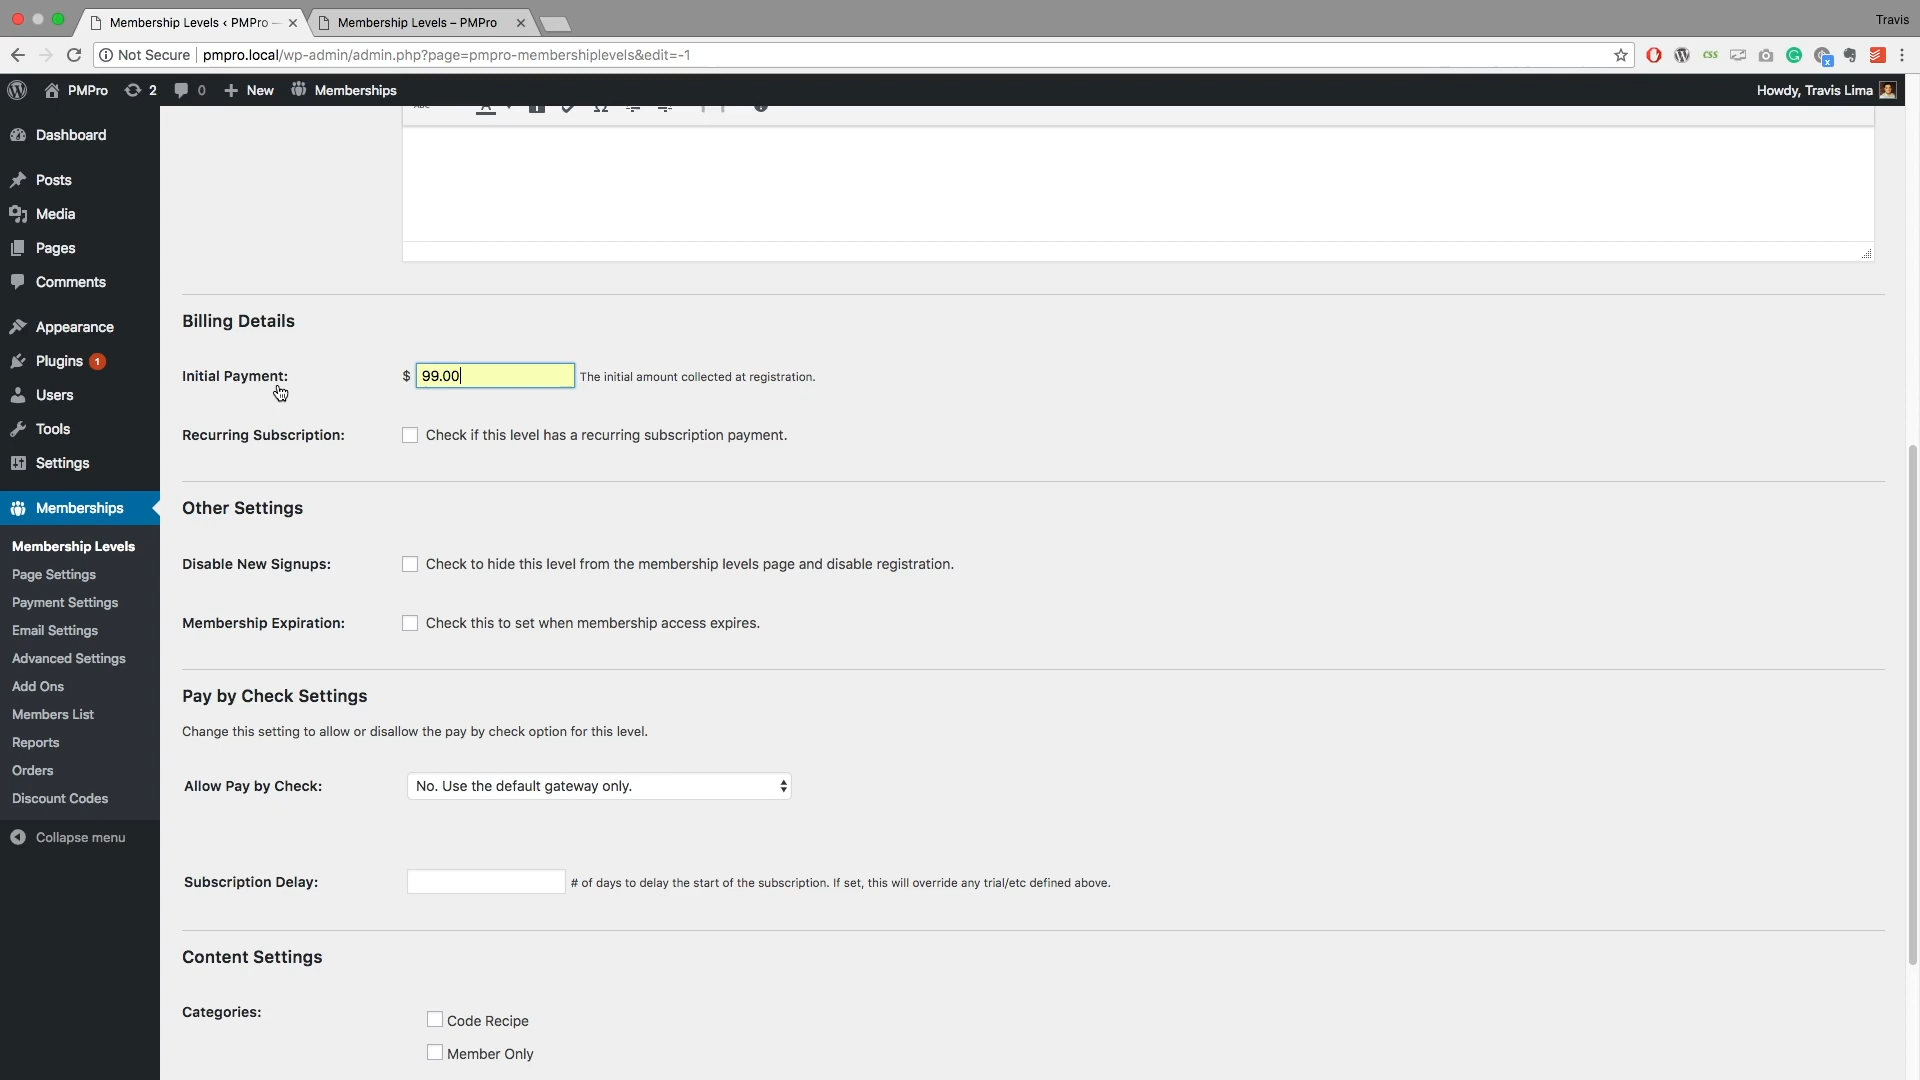 Membership Levels ‹ PMPro —
Membership Levels – PMPro
Travis
Not Secure pmpro.local/wp-admin/admin.php?page=pmpro-membershiplevels&edit=-1
css
PMPro 2 0 New Memberships
Howdy, Travis Lima
Dashboard
Posts
Media
Pages
Comments
Appearance
Plugins 1
Users
Tools
Settings
Memberships
Membership Levels
Page Settings
Payment Settings
Email Settings
Advanced Settings
Add Ons
Members List
Reports
Orders
Discount Codes
Collapse menu
Billing Details
Initial Payment: $ 99.00 The initial amount collected at registration.
Recurring Subscription: Check if this level has a recurring subscription payment.
Other Settings
Disable New Signups: Check to hide this level from the membership levels page and disable registration.
Membership Expiration: Check this to set when membership access expires.
Pay by Check Settings
Change this setting to allow or disallow the pay by check option for this level.
Allow Pay by Check: No. Use the default gateway only.
Subscription Delay: # of days to delay the start of the subscription. If set, this will override any trial/etc defined above.
Content Settings
Categories:
Code Recipe
Member Only